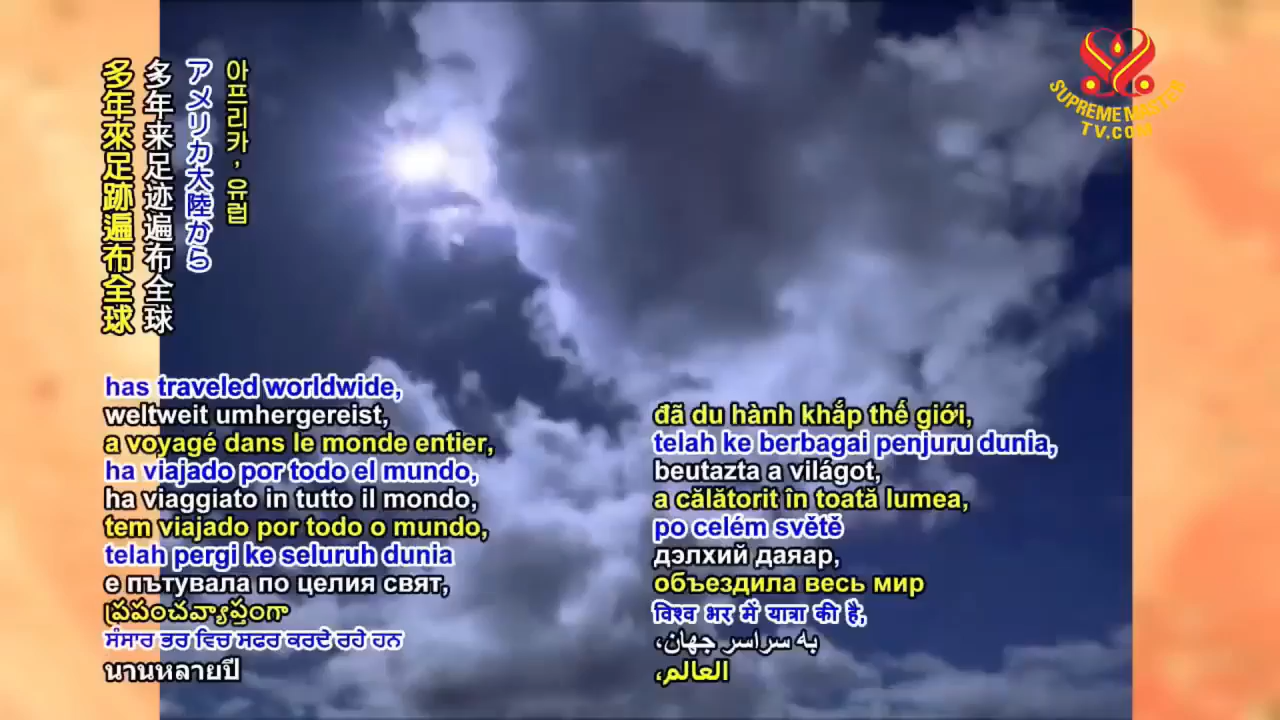 아프리카, 유럽
アメリカ大陸から
多年来足迹遍布全球
多年來足跡遍布全球
SUPREME MASTER
TV.COM
has traveled worldwide,
weltweit umhergereist,
a voyagé dans le monde entier,
ha viajado por todo el mundo,
ha viaggiato in tutto il mondo,
tem viajado por todo o mundo,
telah pergi ke seluruh dunia
е пътувала по целия свят,
ప్రపంచవ్యాప్తంగా
ਸੰਸਾਰ ਭਰ ਵਿਚ ਸਫਰ ਕਰਦੇ ਰਹੇ ਹਨ
นานหลายปี
đã du hành khắp thế giới,
telah ke berbagai penjuru dunia,
beutazta a világot,
a călătorit în toată lumea,
po celém světě
дэлхий даяар,
объездила весь мир
विश्व भर में यात्रा की है,
به سراسر جهان،
العالم،